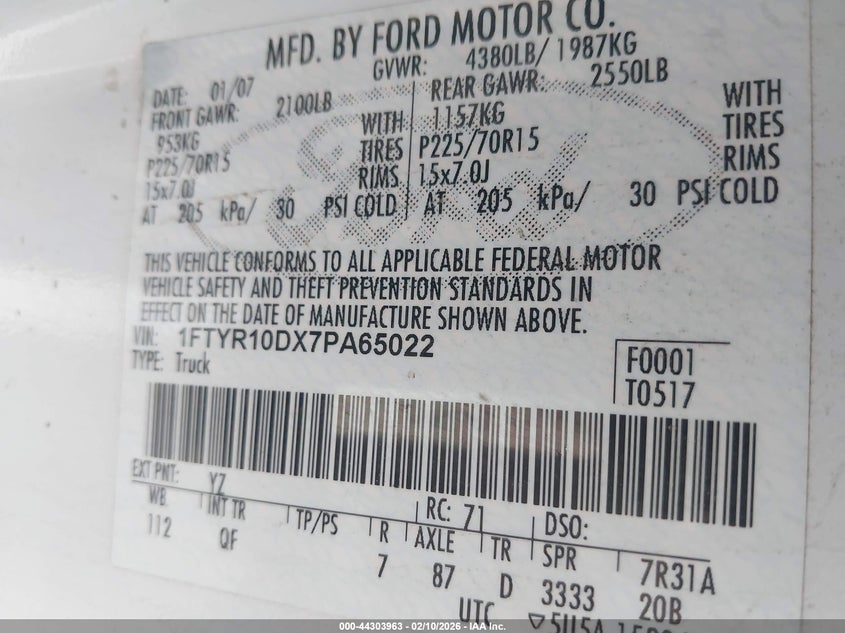 MFD. BY FORD MOTOR CO.
DATE: 01/07 GVWR: 4380LB/ 1987KG
FRONT GAWR: 2100LB REAR GAWR: 2550LB
953KG WITH 1157KG WITH
P225/70R15 TIRES P225/70R15 TIRES
15x7.0J RIMS 15x7.0J RIMS
AT 205 kPa/ 30 PSI COLD AT 205 kPa/ 30 PSI COLD
Ford
THIS VEHICLE CONFORMS TO ALL APPLICABLE FEDERAL MOTOR
VEHICLE SAFETY AND THEFT PREVENTION STANDARDS IN
EFFECT ON THE DATE OF MANUFACTURE SHOWN ABOVE.
VIN: 1FTYR10DX7PA65022
TYPE: Truck
F0001
T0517
EXT PNT: YZ RC: 71 DSO:
WB INT TR TP/PS R AXLE TR SPR
112 QF 7 87 D 3333 7R31A
20B
UTC
000-44303963 - 02/10/2026 - IAAI/IMPACT